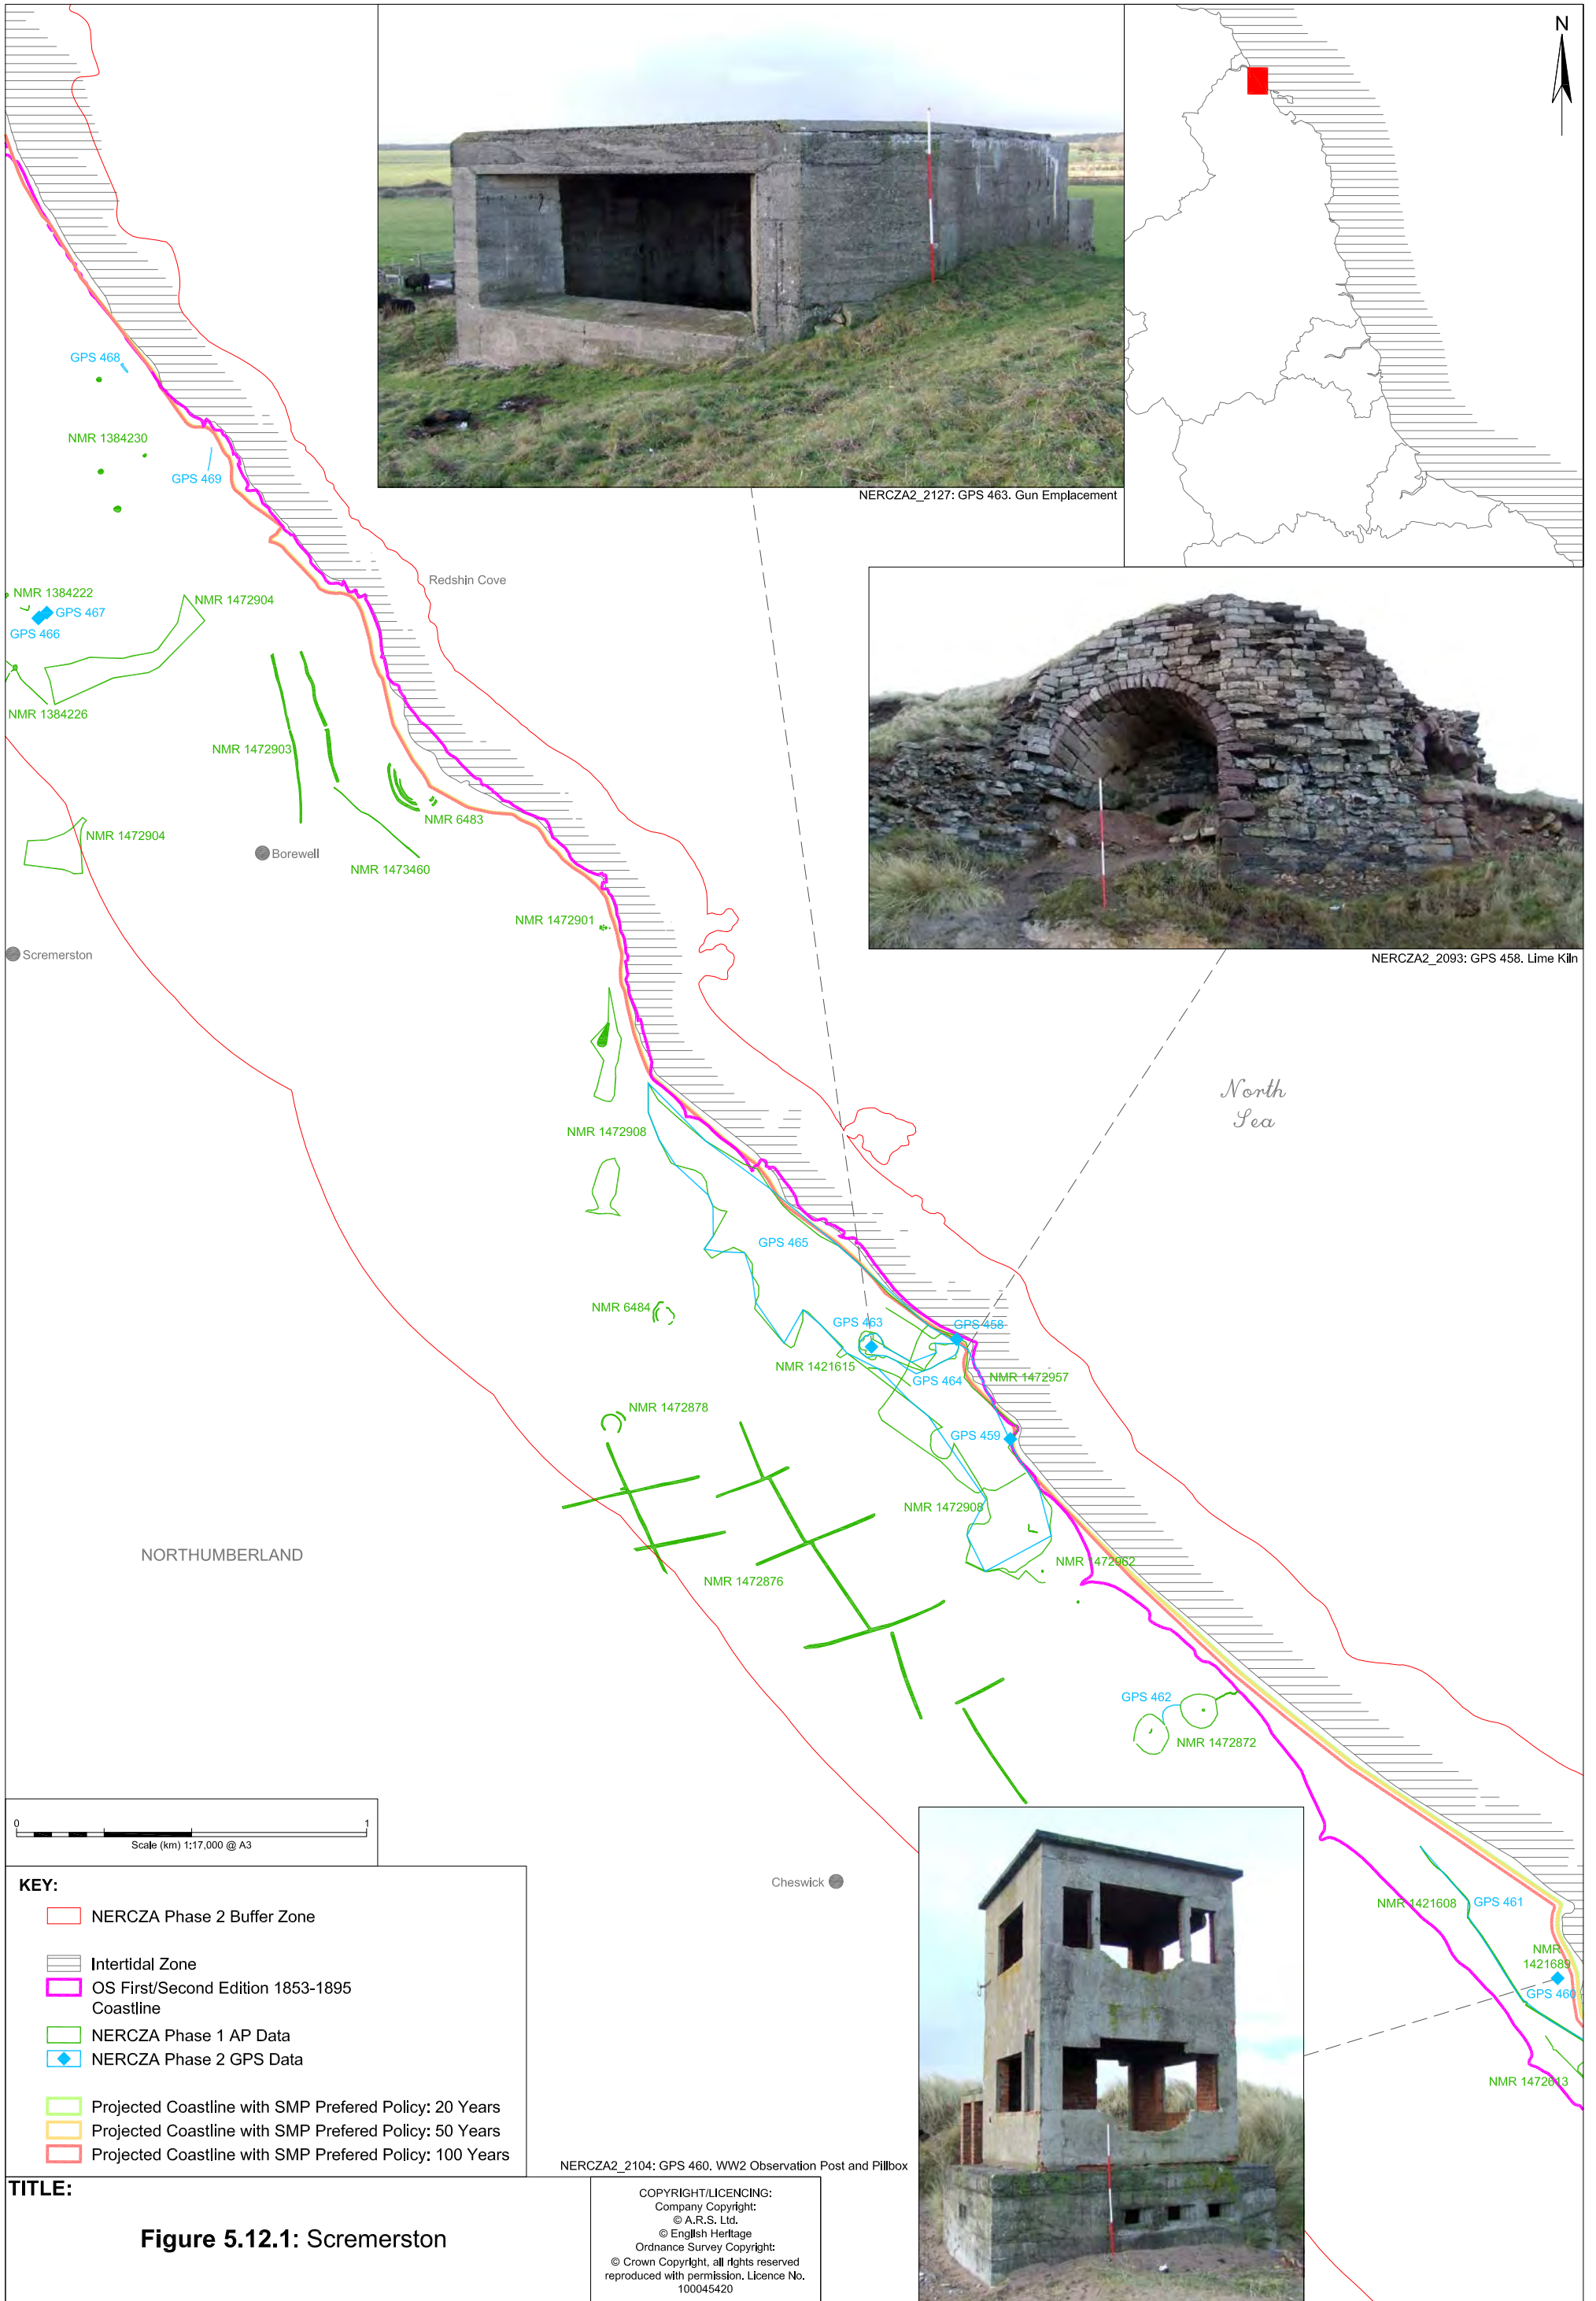 N
NERCZA2_2127: GPS 463. Gun Emplacement
GPS 468
NMR 1384230
GPS 469
Redshin Cove
NMR 1384222
GPS 467
GPS 466
NMR 1472904
NMR 1384226
NMR 1472903
NMR 6483
NMR 1472904
Borewell
NMR 1473460
NMR 1472901
Scremerston
NERCZA2_2093: GPS 458. Lime Kiln
North
Sea
NMR 1472908
GPS 465
NMR 6484
GPS 463
GPS 458
NMR 1421615
GPS 464
NMR 1472957
NMR 1472878
GPS 459
NMR 1472908
NORTHUMBERLAND
NMR 1472962
NMR 1472876
GPS 462
NMR 1472872
0 1
Scale (km) 1:17,000 @ A3
Cheswick
NMR 1421608
GPS 461
NMR
1421689
GPS 460
NMR 1472613
KEY:
NERCZA Phase 2 Buffer Zone
Intertidal Zone
OS First/Second Edition 1853-1895
Coastline
NERCZA Phase 1 AP Data
NERCZA Phase 2 GPS Data
Projected Coastline with SMP Prefered Policy: 20 Years
Projected Coastline with SMP Prefered Policy: 50 Years
Projected Coastline with SMP Prefered Policy: 100 Years
NERCZA2_2104: GPS 460. WW2 Observation Post and Pillbox
TITLE:
Figure 5.12.1: Scremerston
COPYRIGHT/LICENCING:
Company Copyright:
© A.R.S. Ltd.
© English Heritage
Ordnance Survey Copyright:
© Crown Copyright, all rights reserved
reproduced with permission. Licence No.
100045420